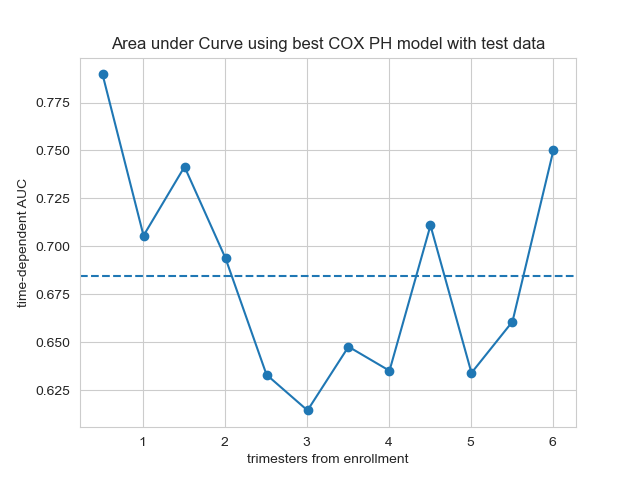 Area under Curve using best COX PH model with test data
time-dependent AUC
0.775
0.750
0.725
0.700
0.675
0.650
0.625
1 2 3 4 5 6
trimesters from enrollment